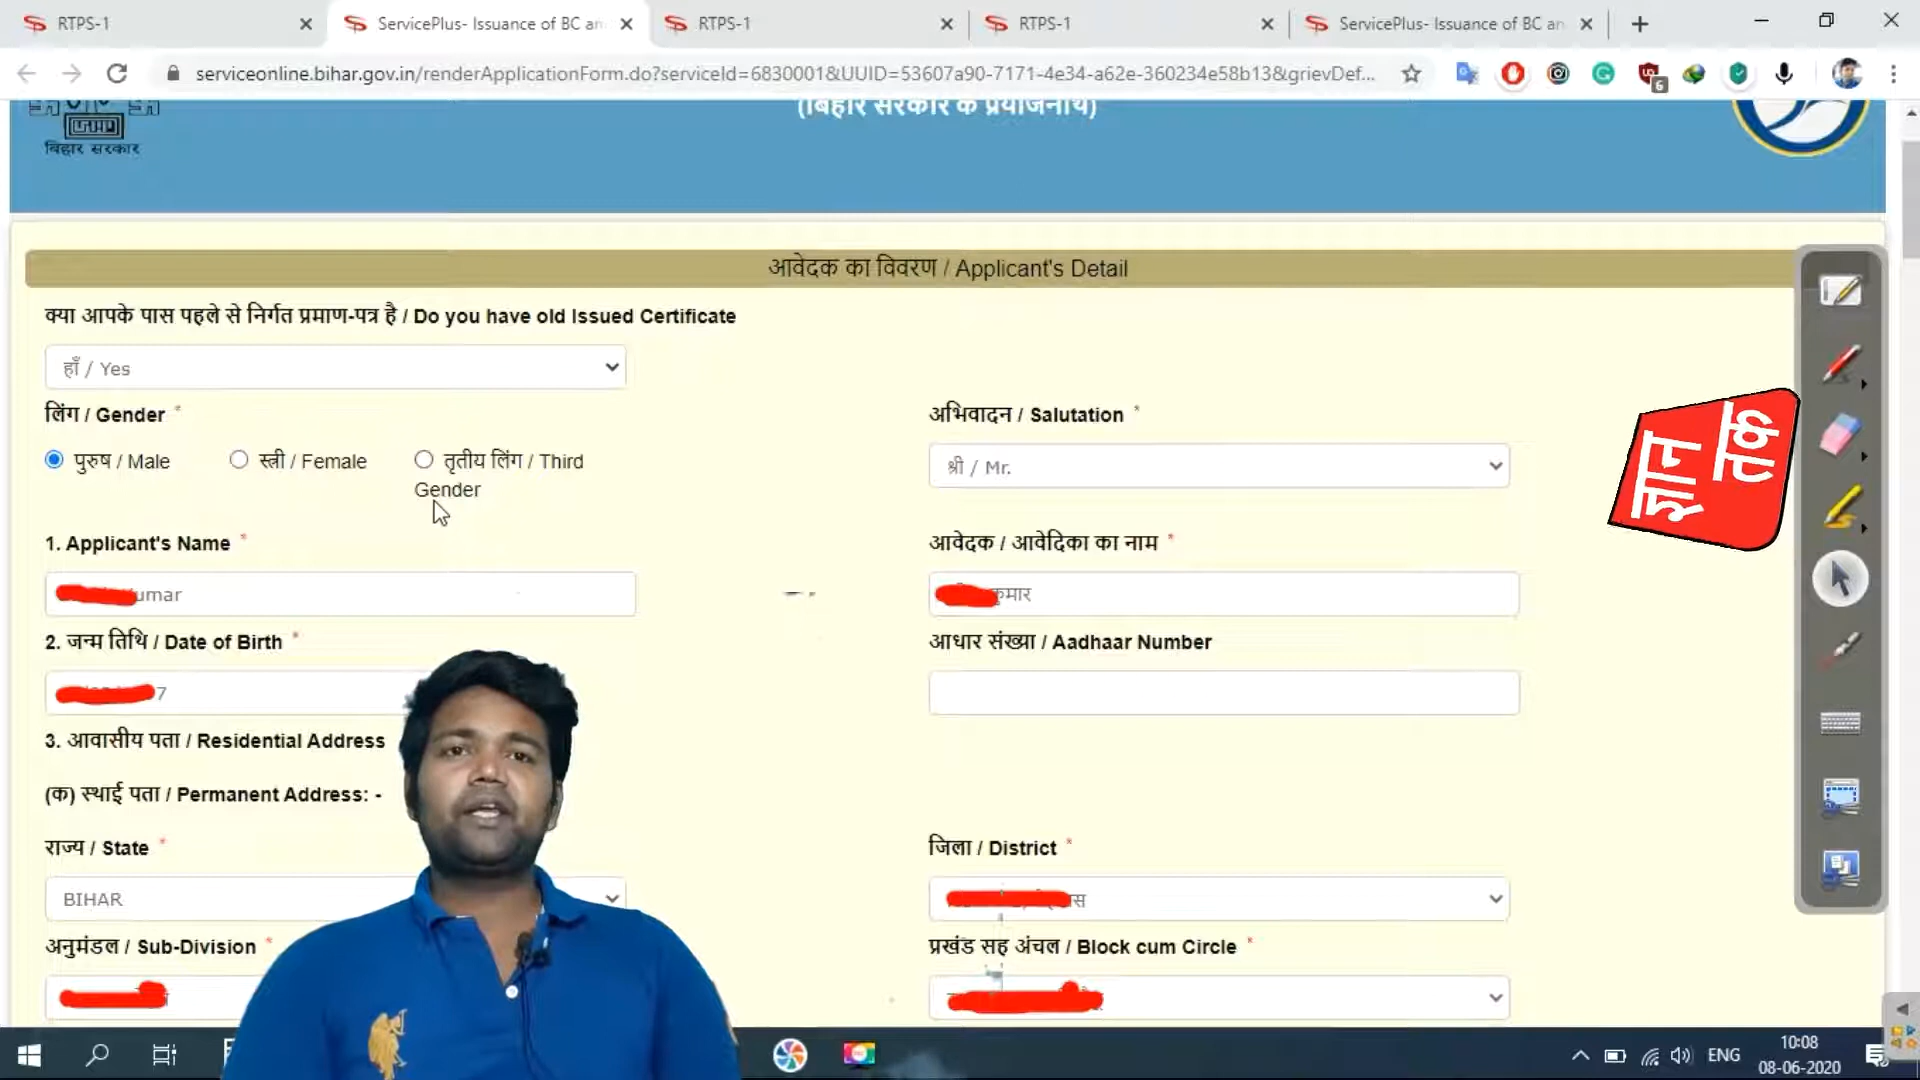 RTPS-1
ServicePlus- Issuance of BC an
RTPS-1
RTPS-1
ServicePlus- Issuance of BC an
serviceonline.bihar.gov.in/renderApplicationForm.do?serviceId=6830001&UUID=53607a90-7171-4e34-a62e-360234e58b13&grievDef...
6
(बिहार सरकार के प्रयोजनार्थ)
बिहार सरकार
आवेदक का विवरण / Applicant's Detail
क्या आपके पास पहले से निर्गत प्रमाण-पत्र है / Do you have old Issued Certificate
हाँ / Yes
लिंग / Gender *
अभिवादन / Salutation *
पुरुष / Male
स्त्री / Female
तृतीय लिंग / Third
Gender
श्री / Mr.
ज्ञान
तक
1. Applicant's Name *
आवेदक / आवेदिका का नाम *
umar
कुमार
2. जन्म तिथि / Date of Birth *
आधार संख्या / Aadhaar Number
7
3. आवासीय पता / Residential Address
(क) स्थाई पता / Permanent Address: -
राज्य / State *
जिला / District *
BIHAR
अनुमंडल / Sub-Division *
प्रखंड सह अंचल / Block cum Circle *
ENG
10:08
08-06-2020